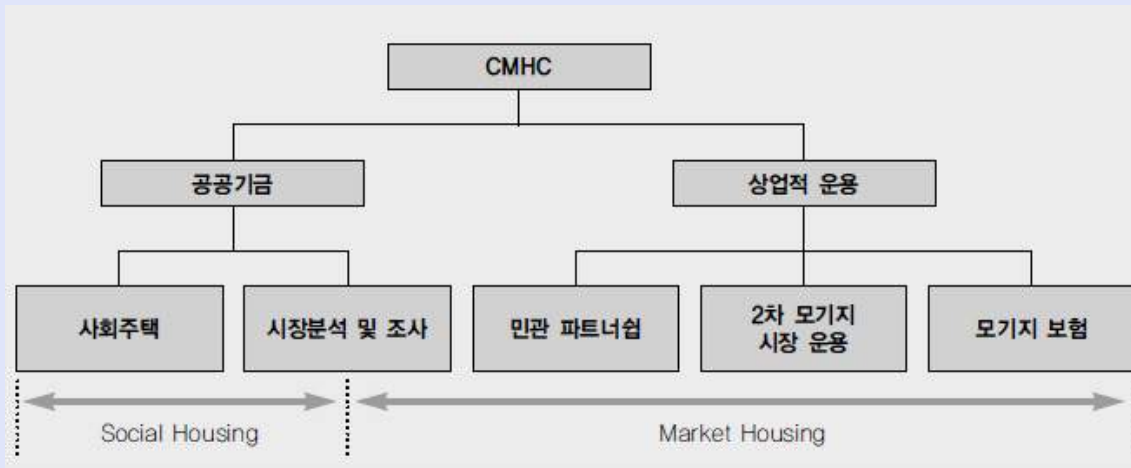 CMHC
공공기금
상업적 운용
사회주택
시장분석 및 조사
민관 파트너쉽
2차 모기지
시장 운용
모기지 보험
Social Housing
Market Housing